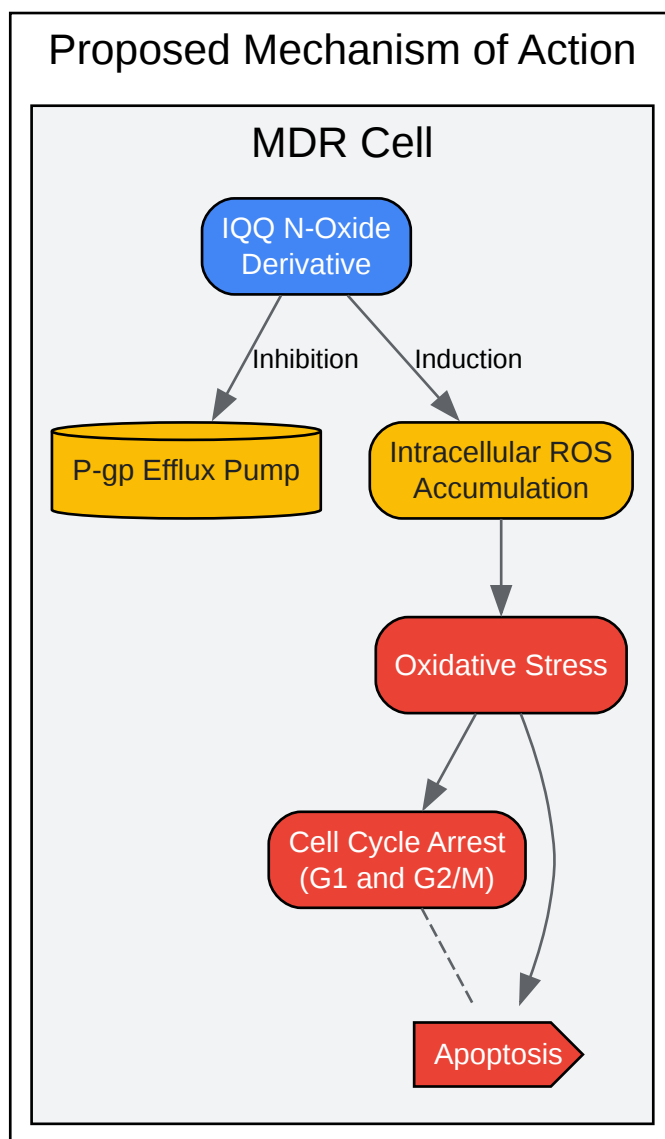 Proposed Mechanism of Action
MDR Cell
IQQ N-Oxide
Derivative
Inhibition
Induction
P-gp Efflux Pump
Intracellular ROS
Accumulation
Oxidative Stress
Cell Cycle Arrest
(G1 and G2/M)
Apoptosis